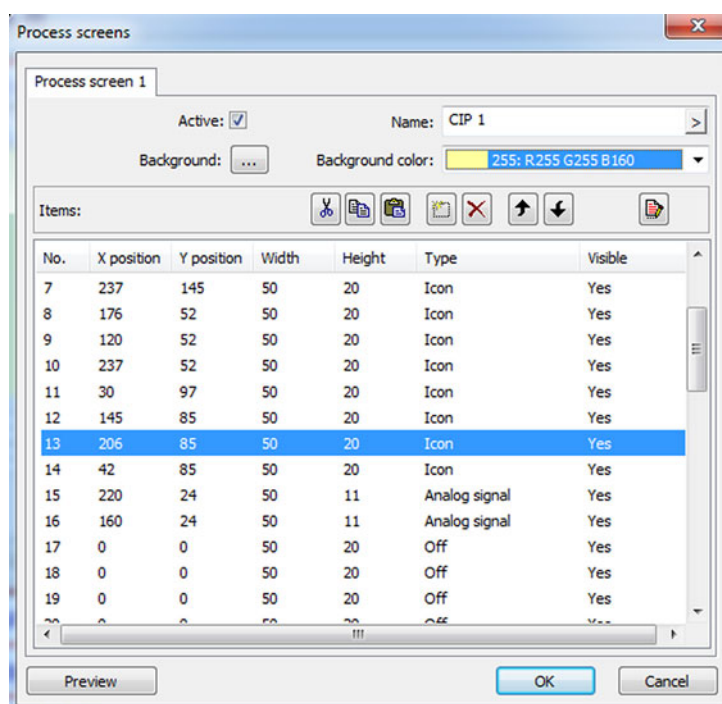 Process screens
Process screen 1
Active: Name: CIP 1 >
Background: ... Background color: 255: R255 G255 B160
Items:
No. X position Y position Width Height Type Visible
7 237 145 50 20 Icon Yes
8 176 52 50 20 Icon Yes
9 120 52 50 20 Icon Yes
10 237 52 50 20 Icon Yes
11 30 97 50 20 Icon Yes
12 145 85 50 20 Icon Yes
13 206 85 50 20 Icon Yes
14 42 85 50 20 Icon Yes
15 220 24 50 11 Analog signal Yes
16 160 24 50 11 Analog signal Yes
17 0 0 50 20 Off Yes
18 0 0 50 20 Off Yes
19 0 0 50 20 Off Yes
Preview OK Cancel